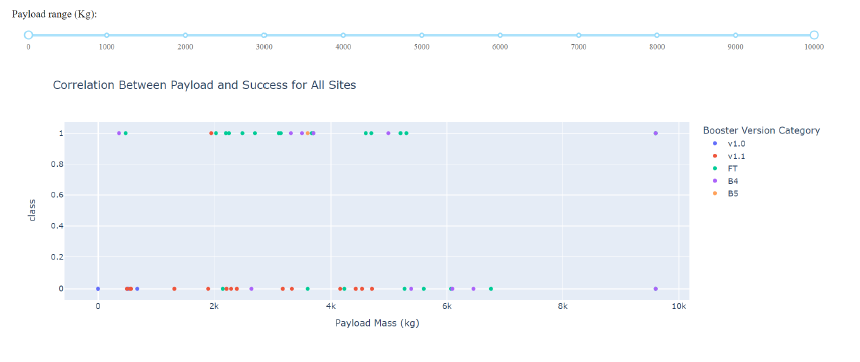 Payload range (Kg):
0 1000 2000 3000 4000 5000 6000 7000 8000 9000 10000
Correlation Between Payload and Success for All Sites
Booster Version Category
v1.0
v1.1
FT
B4
B5
class
1
0.8
0.6
0.4
0.2
0
0 2k 4k 6k 8k 10k
Payload Mass (kg)